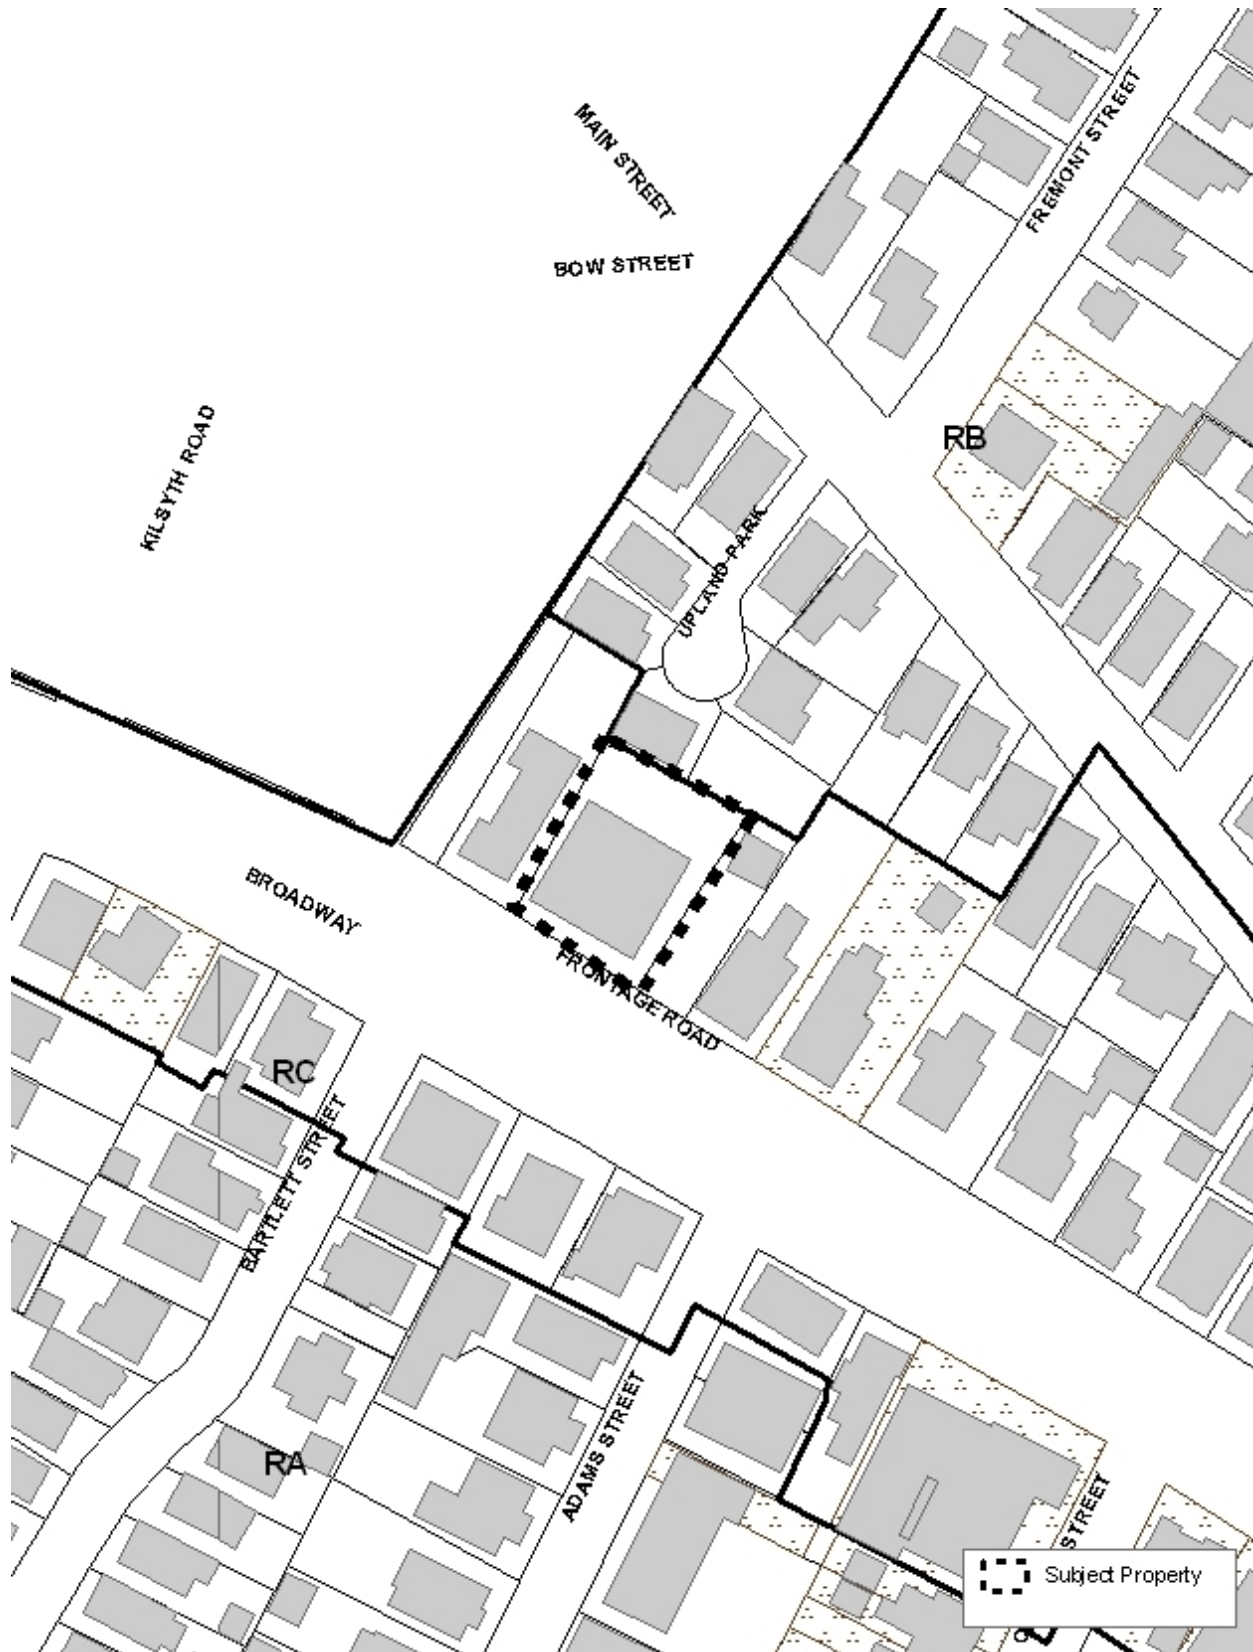 FREMONT STREET
MAIN STREET
BOW STREET
KILSYTH ROAD
RB
UPLAND PARK
BROADWAY
FRONTAGE ROAD
RC
BARTLETT STREET
RA
ADAMS STREET
STREET
Subject Property